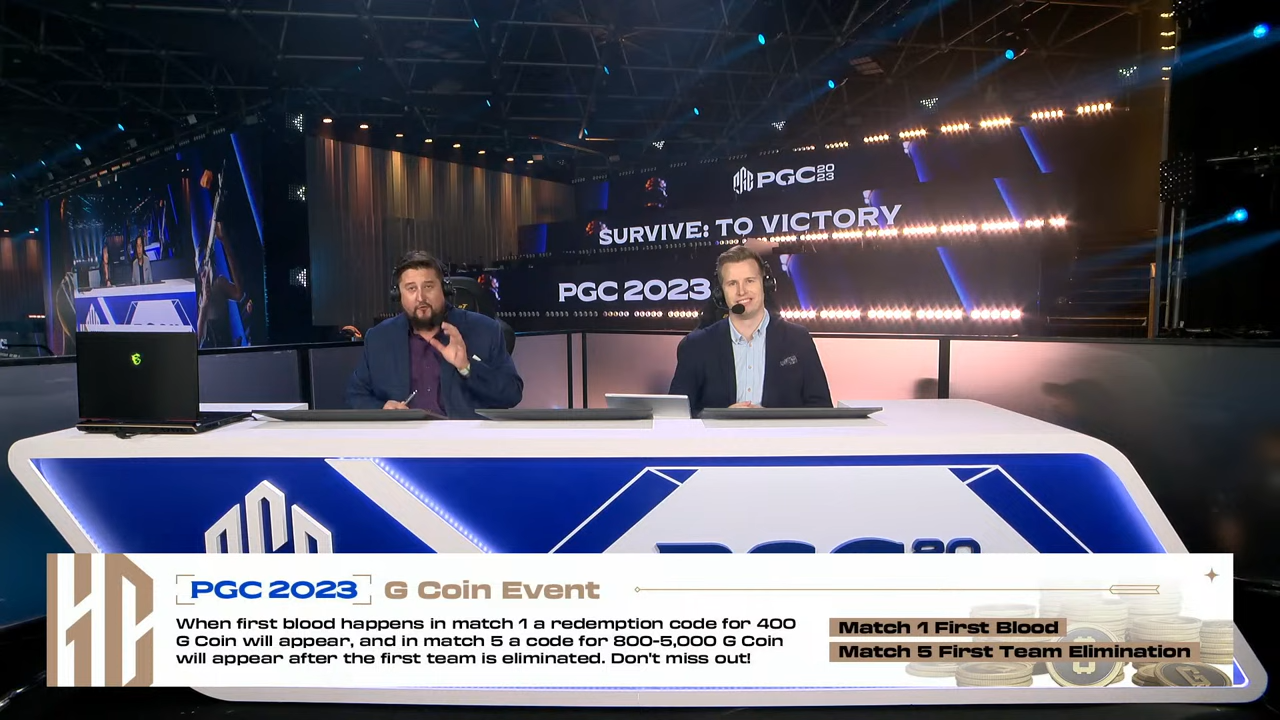 PGC 20
23
SURVIVE: TO VICTORY
PGC 2023
PGC 2023 G Coin Event
When first blood happens in match 1 a redemption code for 400
G Coin will appear, and in match 5 a code for 800-5,000 G Coin
will appear after the first team is eliminated. Don't miss out!
Match 1 First Blood
Match 5 First Team Elimination